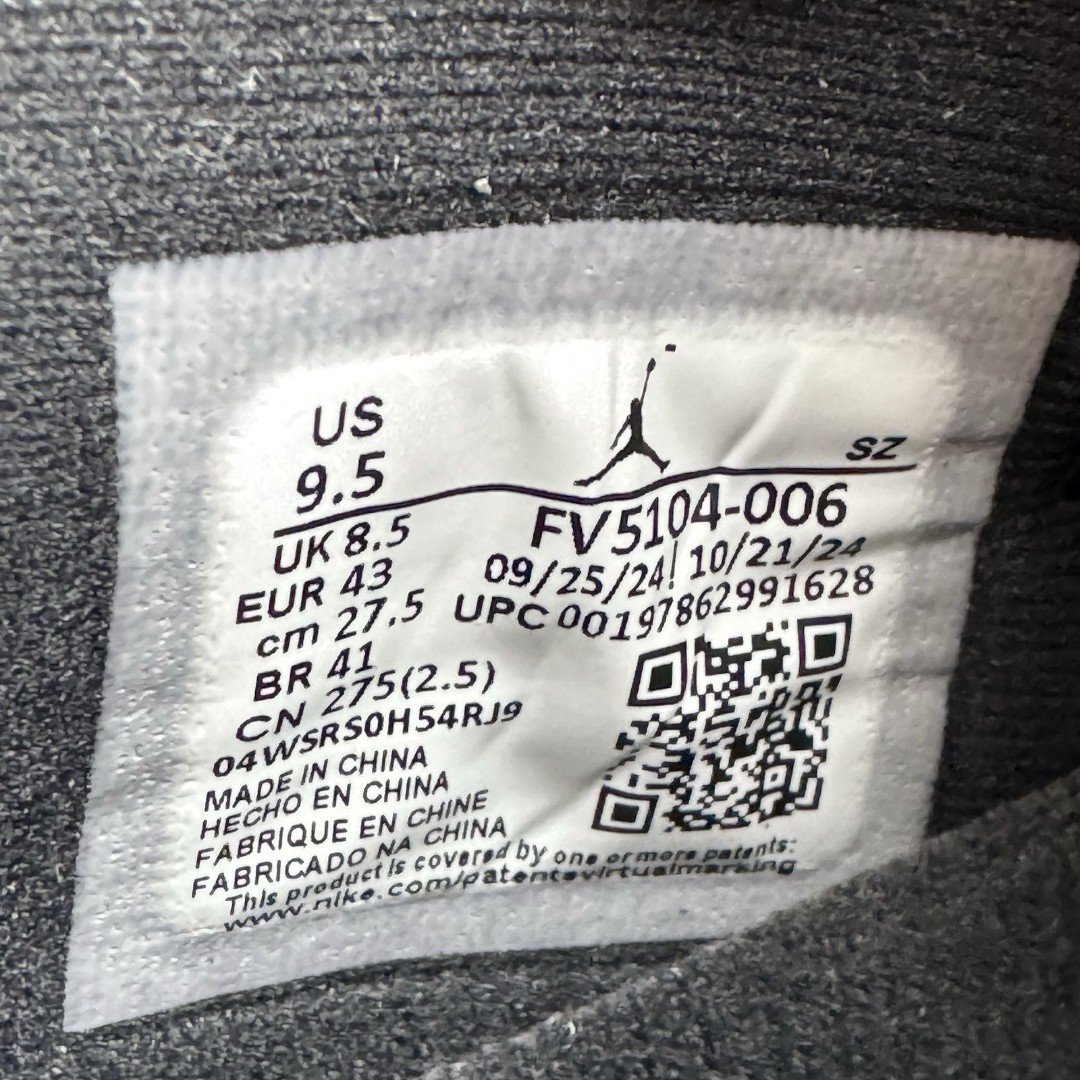 US
9.5
SZ
UK 8.5
FV5104-006
EUR 43
09/25/24 10/21/24
cm 27.5
UPC 00197862991628
BR 41
CN 275(2.5)
04WSRS0H54RJ9
MADE IN CHINA
HECHO EN CHINA
FABRIQUE EN CHINE
FABRICADO NA CHINA
This product is covered by one or more patents:
www.nike.com/patentsvirtualmarking